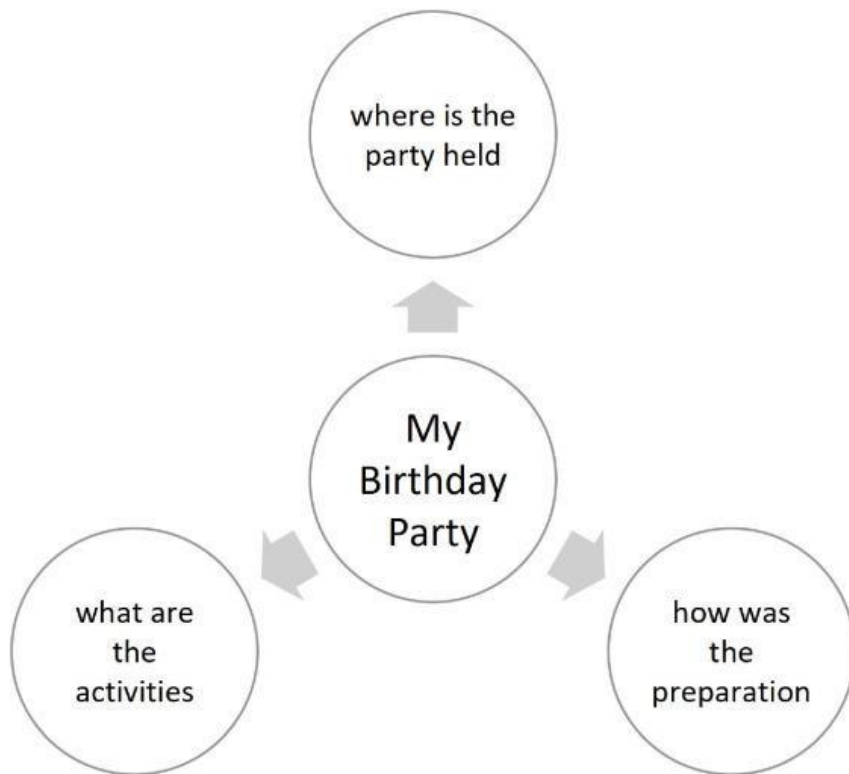 where is the
party held
My
Birthday
Party
what are
the
activities
how was
the
preparation